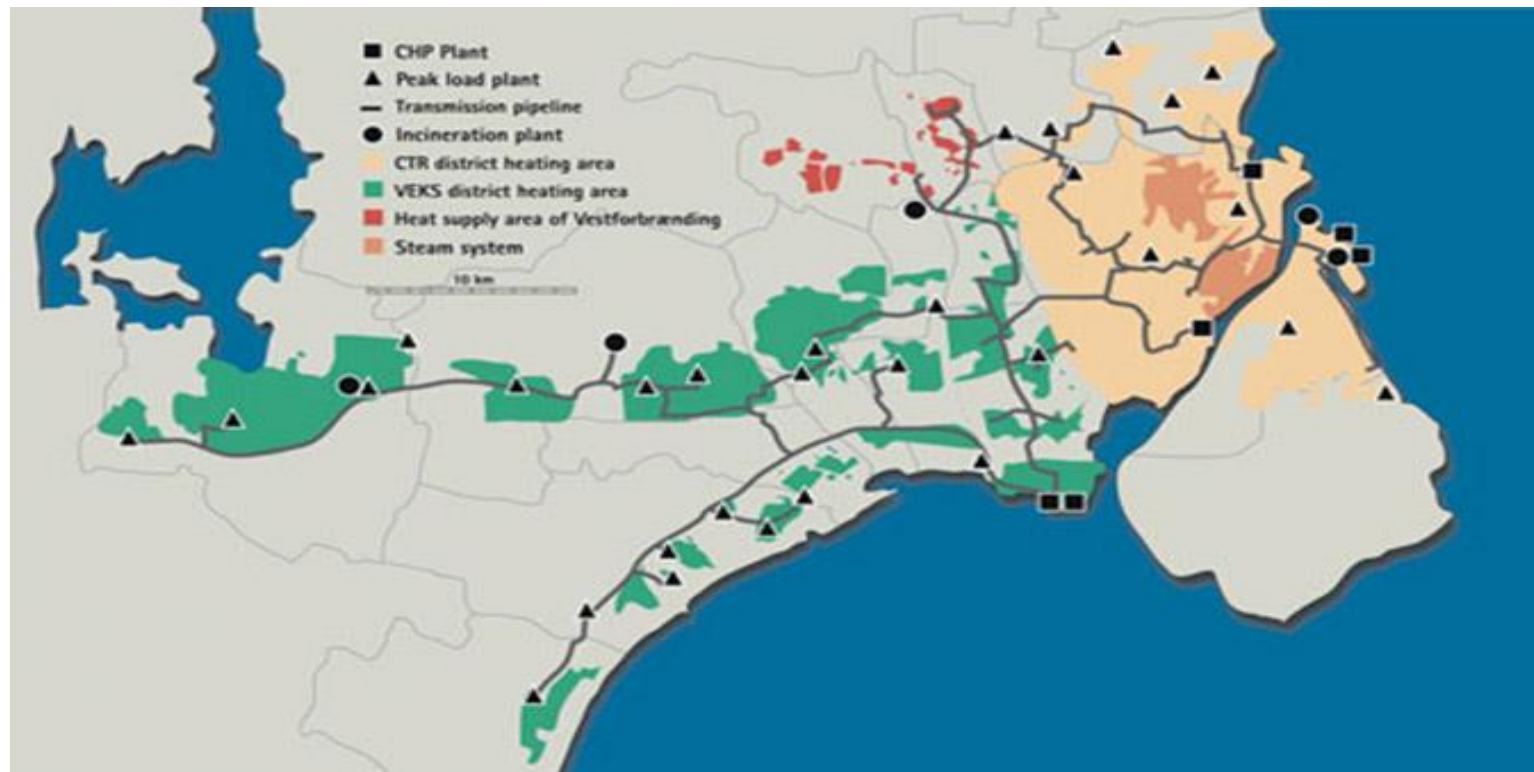 CHP Plant
Peak load plant
Transmission pipeline
Incineration plant
CTR district heating area
VEKS district heating area
Heat supply area of Vestforbrænding
Steam system
10 km